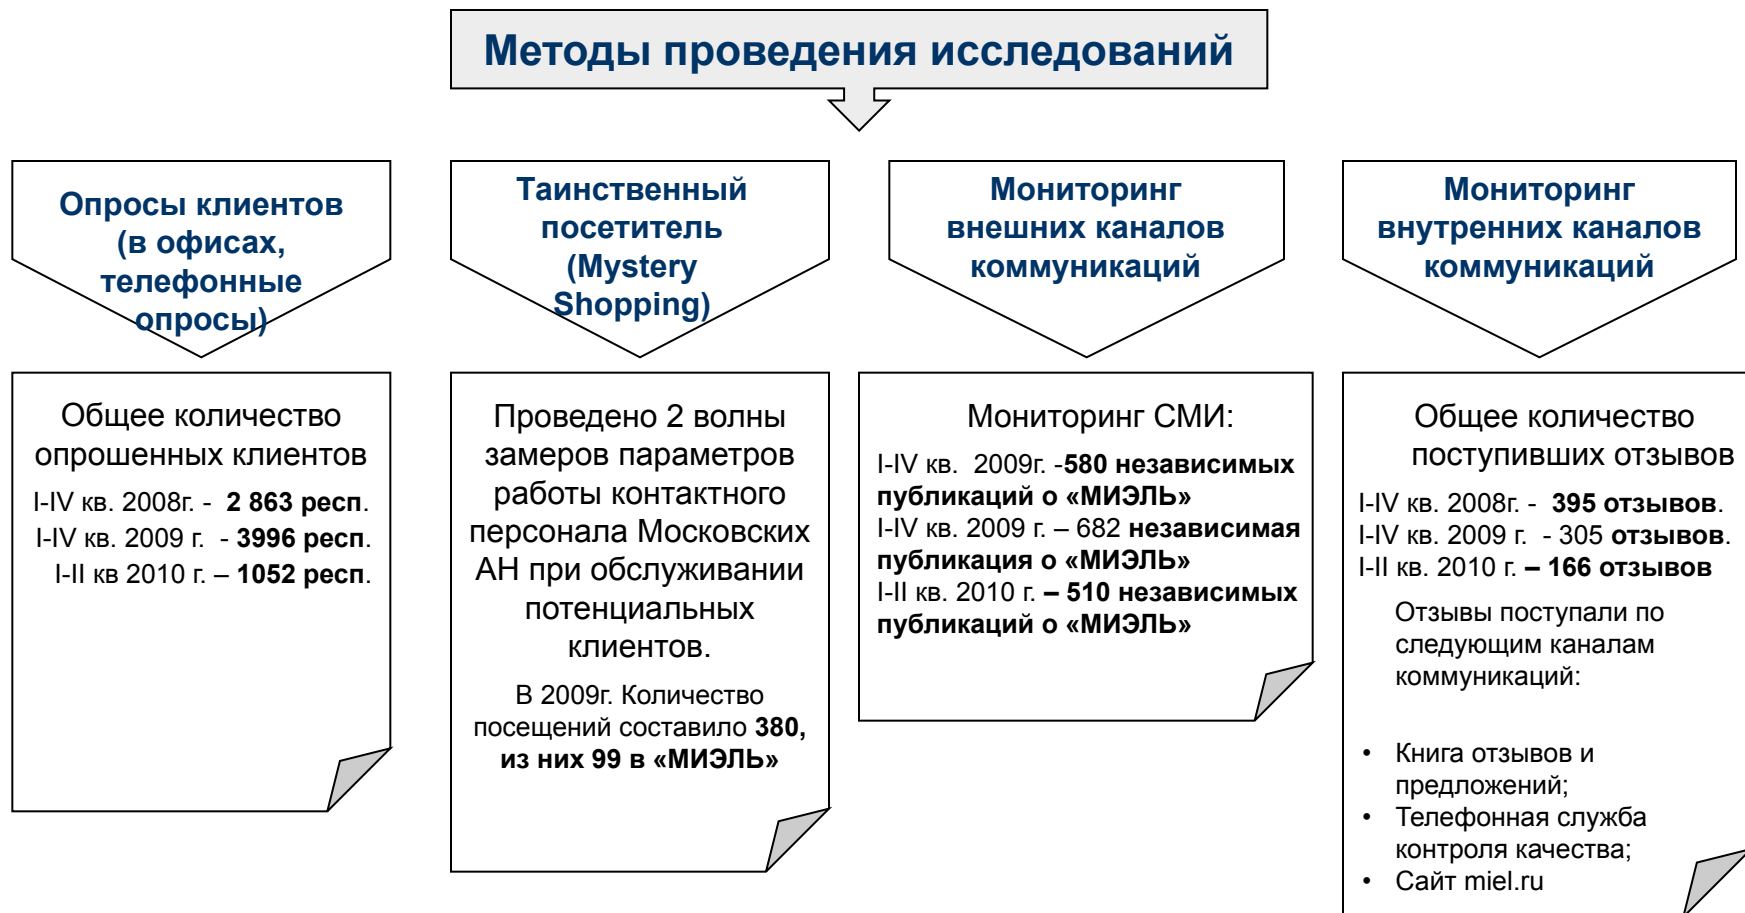 Методы проведения исследований
Опросы клиентов
(в офисах,
телефонные
опросы)
Общее количество
опрошенных клиентов
I-IV кв. 2008г. - 2 863 респ.
I-IV кв. 2009 г. - 3996 респ.
I-II кв 2010 г. – 1052 респ.
Таинственный
посетитель
(Mystery
Shopping)
Проведено 2 волны
замеров параметров
работы контактного
персонала Московских
АН при обслуживании
потенциальных
клиентов.
В 2009г. Количество
посещений составило 380,
из них 99 в «МИЭЛЬ»
Мониторинг
внешних каналов
коммуникаций
Мониторинг СМИ:
I-IV кв. 2009г. -580 независимых
публикаций о «МИЭЛЬ»
I-IV кв. 2009 г. – 682 независимая
публикация о «МИЭЛЬ»
I-II кв. 2010 г. – 510 независимых
публикаций о «МИЭЛЬ»
Мониторинг
внутренних каналов
коммуникаций
Общее количество
поступивших отзывов
I-IV кв. 2008г. - 395 отзывов.
I-IV кв. 2009 г. - 305 отзывов.
I-II кв. 2010 г. – 166 отзывов
Отзывы поступали по
следующим каналам
коммуникаций:
• Книга отзывов и
предложений;
• Телефонная служба
контроля качества;
• Сайт miel.ru